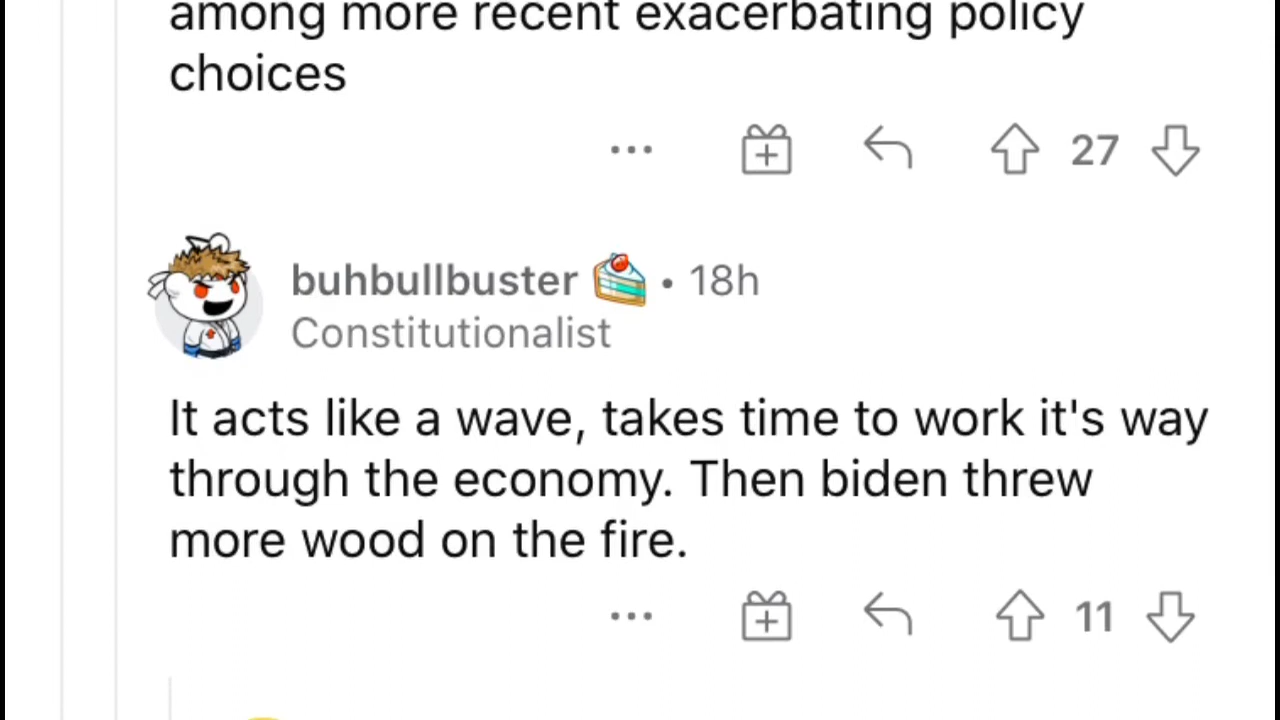 among more recent exacerbating policy
choices
27
buhbullbuster • 18h
Constitutionalist
It acts like a wave, takes time to work it's way
through the economy. Then biden threw
more wood on the fire.
11